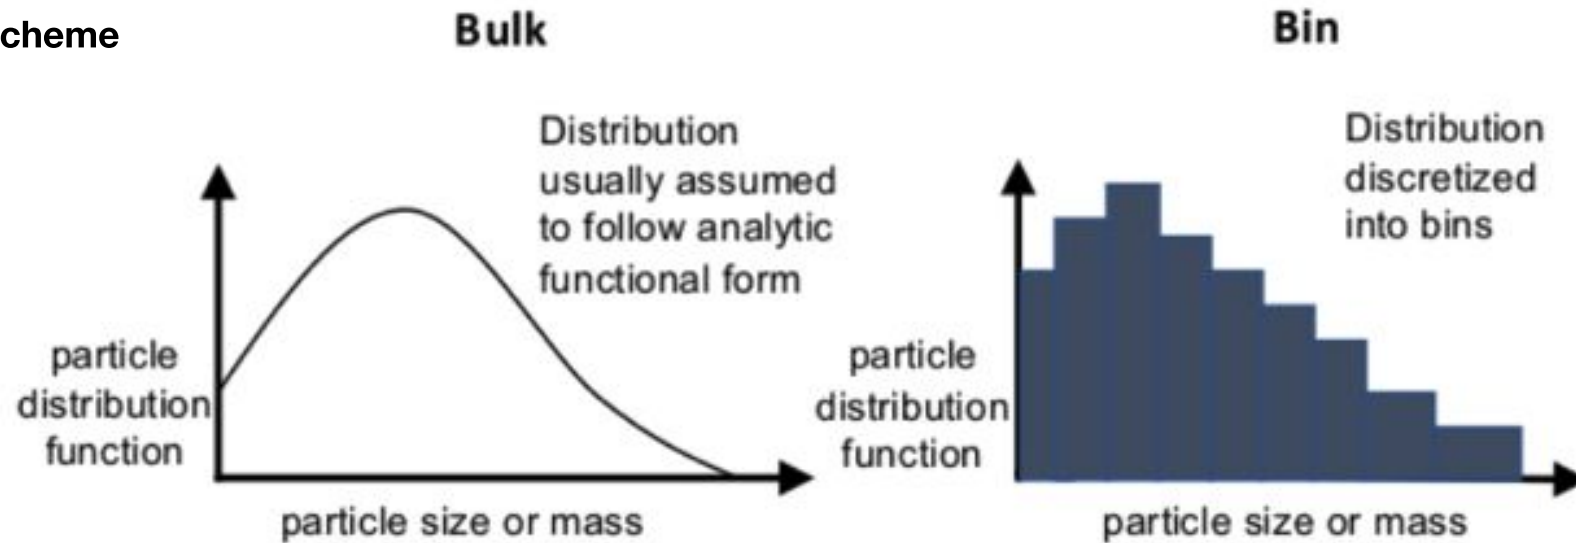 cheme
Bulk
Bin
Distribution
usually assumed
to follow analytic
functional form
particle
distribution
function
particle size or mass
Distribution
discretized
into bins
particle
distribution
function
particle size or mass